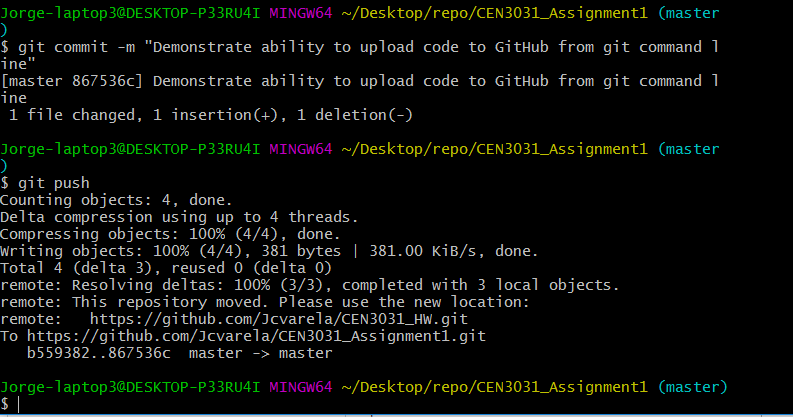 Jorge-laptop3@DESKTOP-P33RU4I MINGW64 ~/Desktop/repo/CEN3031_Assignment1 (master
)
$ git commit -m "Demonstrate ability to upload code to GitHub from git command l
ine"
[master 867536c] Demonstrate ability to upload code to GitHub from git command l
ine
 1 file changed, 1 insertion(+), 1 deletion(-)

Jorge-laptop3@DESKTOP-P33RU4I MINGW64 ~/Desktop/repo/CEN3031_Assignment1 (master
)
$ git push
Counting objects: 4, done.
Delta compression using up to 4 threads.
Compressing objects: 100% (4/4), done.
Writing objects: 100% (4/4), 381 bytes | 381.00 KiB/s, done.
Total 4 (delta 3), reused 0 (delta 0)
remote: Resolving deltas: 100% (3/3), completed with 3 local objects.
remote: This repository moved. Please use the new location:
remote:   https://github.com/Jcvarela/CEN3031_HW.git
To https://github.com/Jcvarela/CEN3031_Assignment1.git
   b559382..867536c  master -> master

Jorge-laptop3@DESKTOP-P33RU4I MINGW64 ~/Desktop/repo/CEN3031_Assignment1 (master)
$